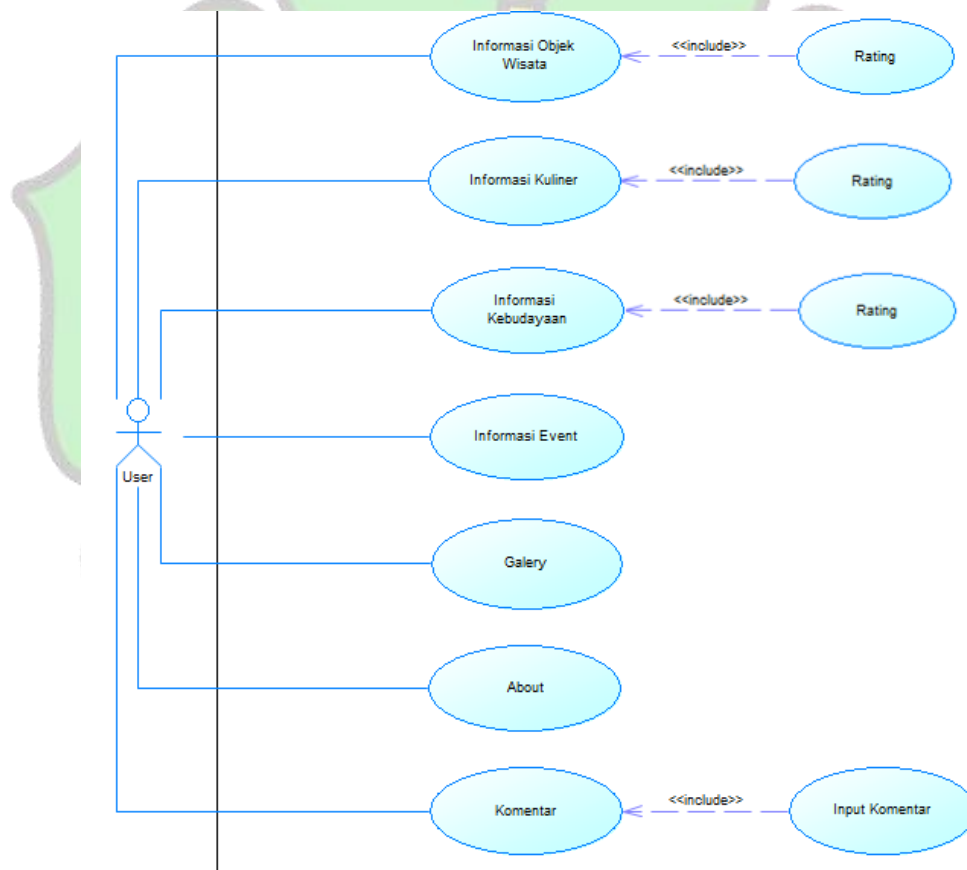 Informasi Objek
Wisata
<<include>>
Rating
Informasi Kuliner
<<include>>
Rating
Informasi
Kebudayaan
<<include>>
Rating
Informasi Event
User
Galery
About
Komentar
<<include>>
Input Komentar